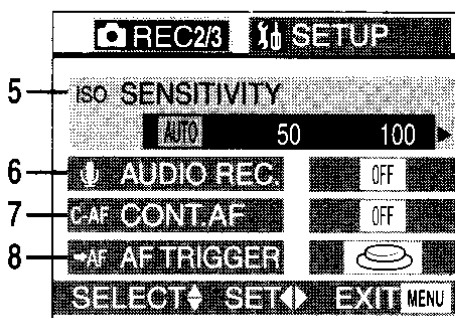 REC2/3 SETUP
5 ISO SENSITIVITY
AUTO 50 100
6 AUDIO REC. OFF
7 C-AF CONT.AF OFF
8 AF AF TRIGGER
SELECT SET EXIT MENU